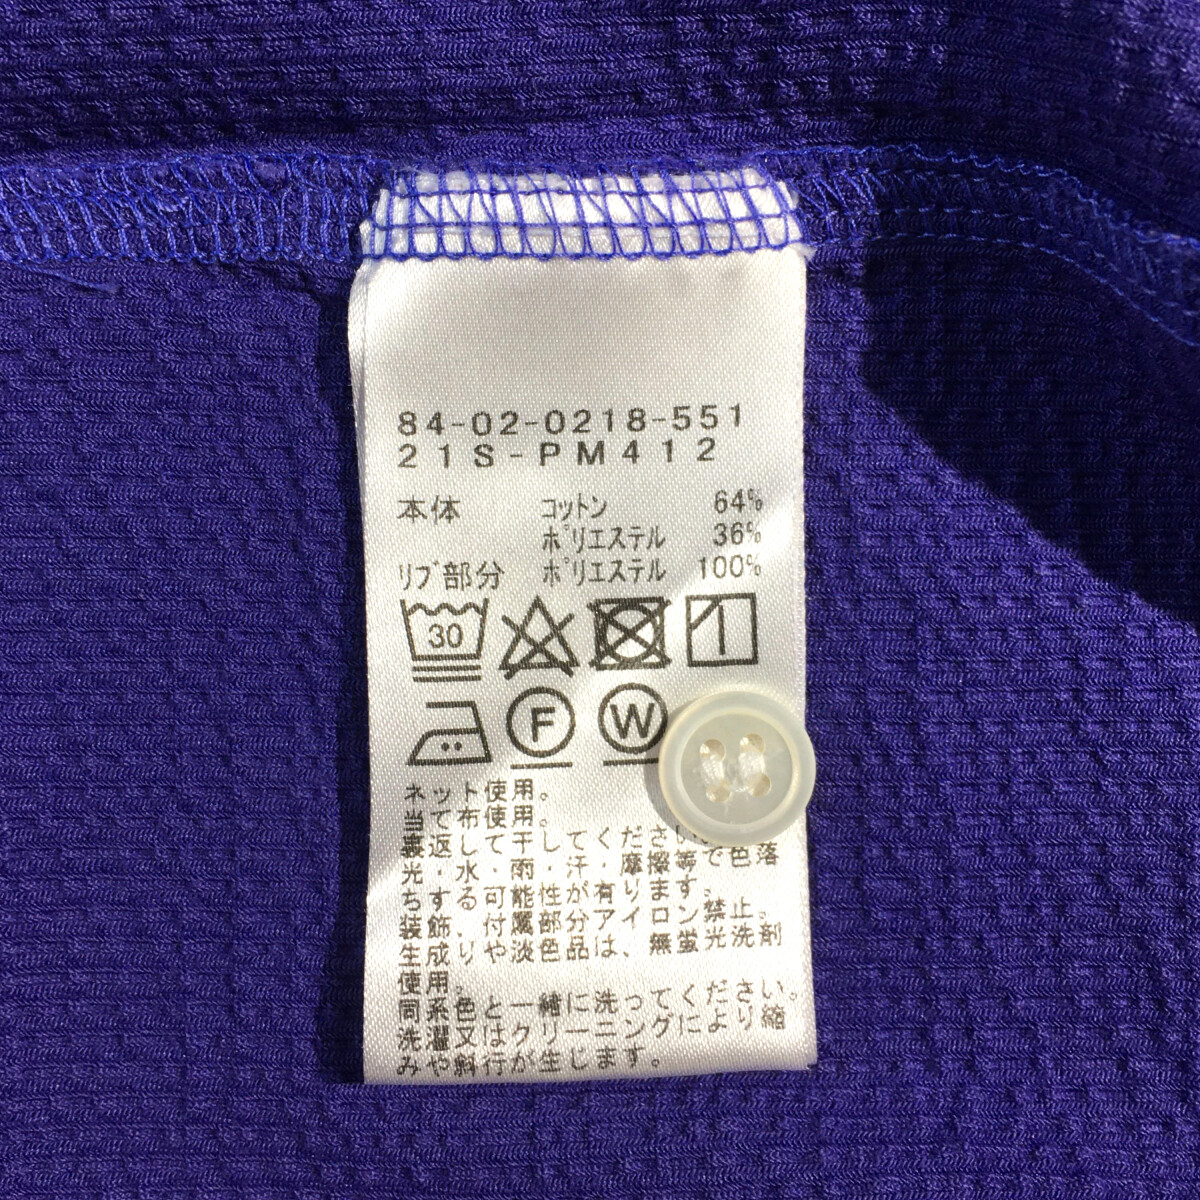 84-02-0218-551
21S-PM412
本体 コットン 64%
ポリエステル 36%
リブ部分 ポリエステル 100%
30
F W
ネット使用。
当て布使用。
裏返して干してください。
光・水・雨・汗・摩擦等で色落
ちする可能性が有ります。
装飾、付属部分アイロン禁止。
生成りや淡色品は、無蛍光洗剤
使用。
同系色と一緒に洗ってください。
洗濯又はクリーニングにより縮
みや斜行が生じます。